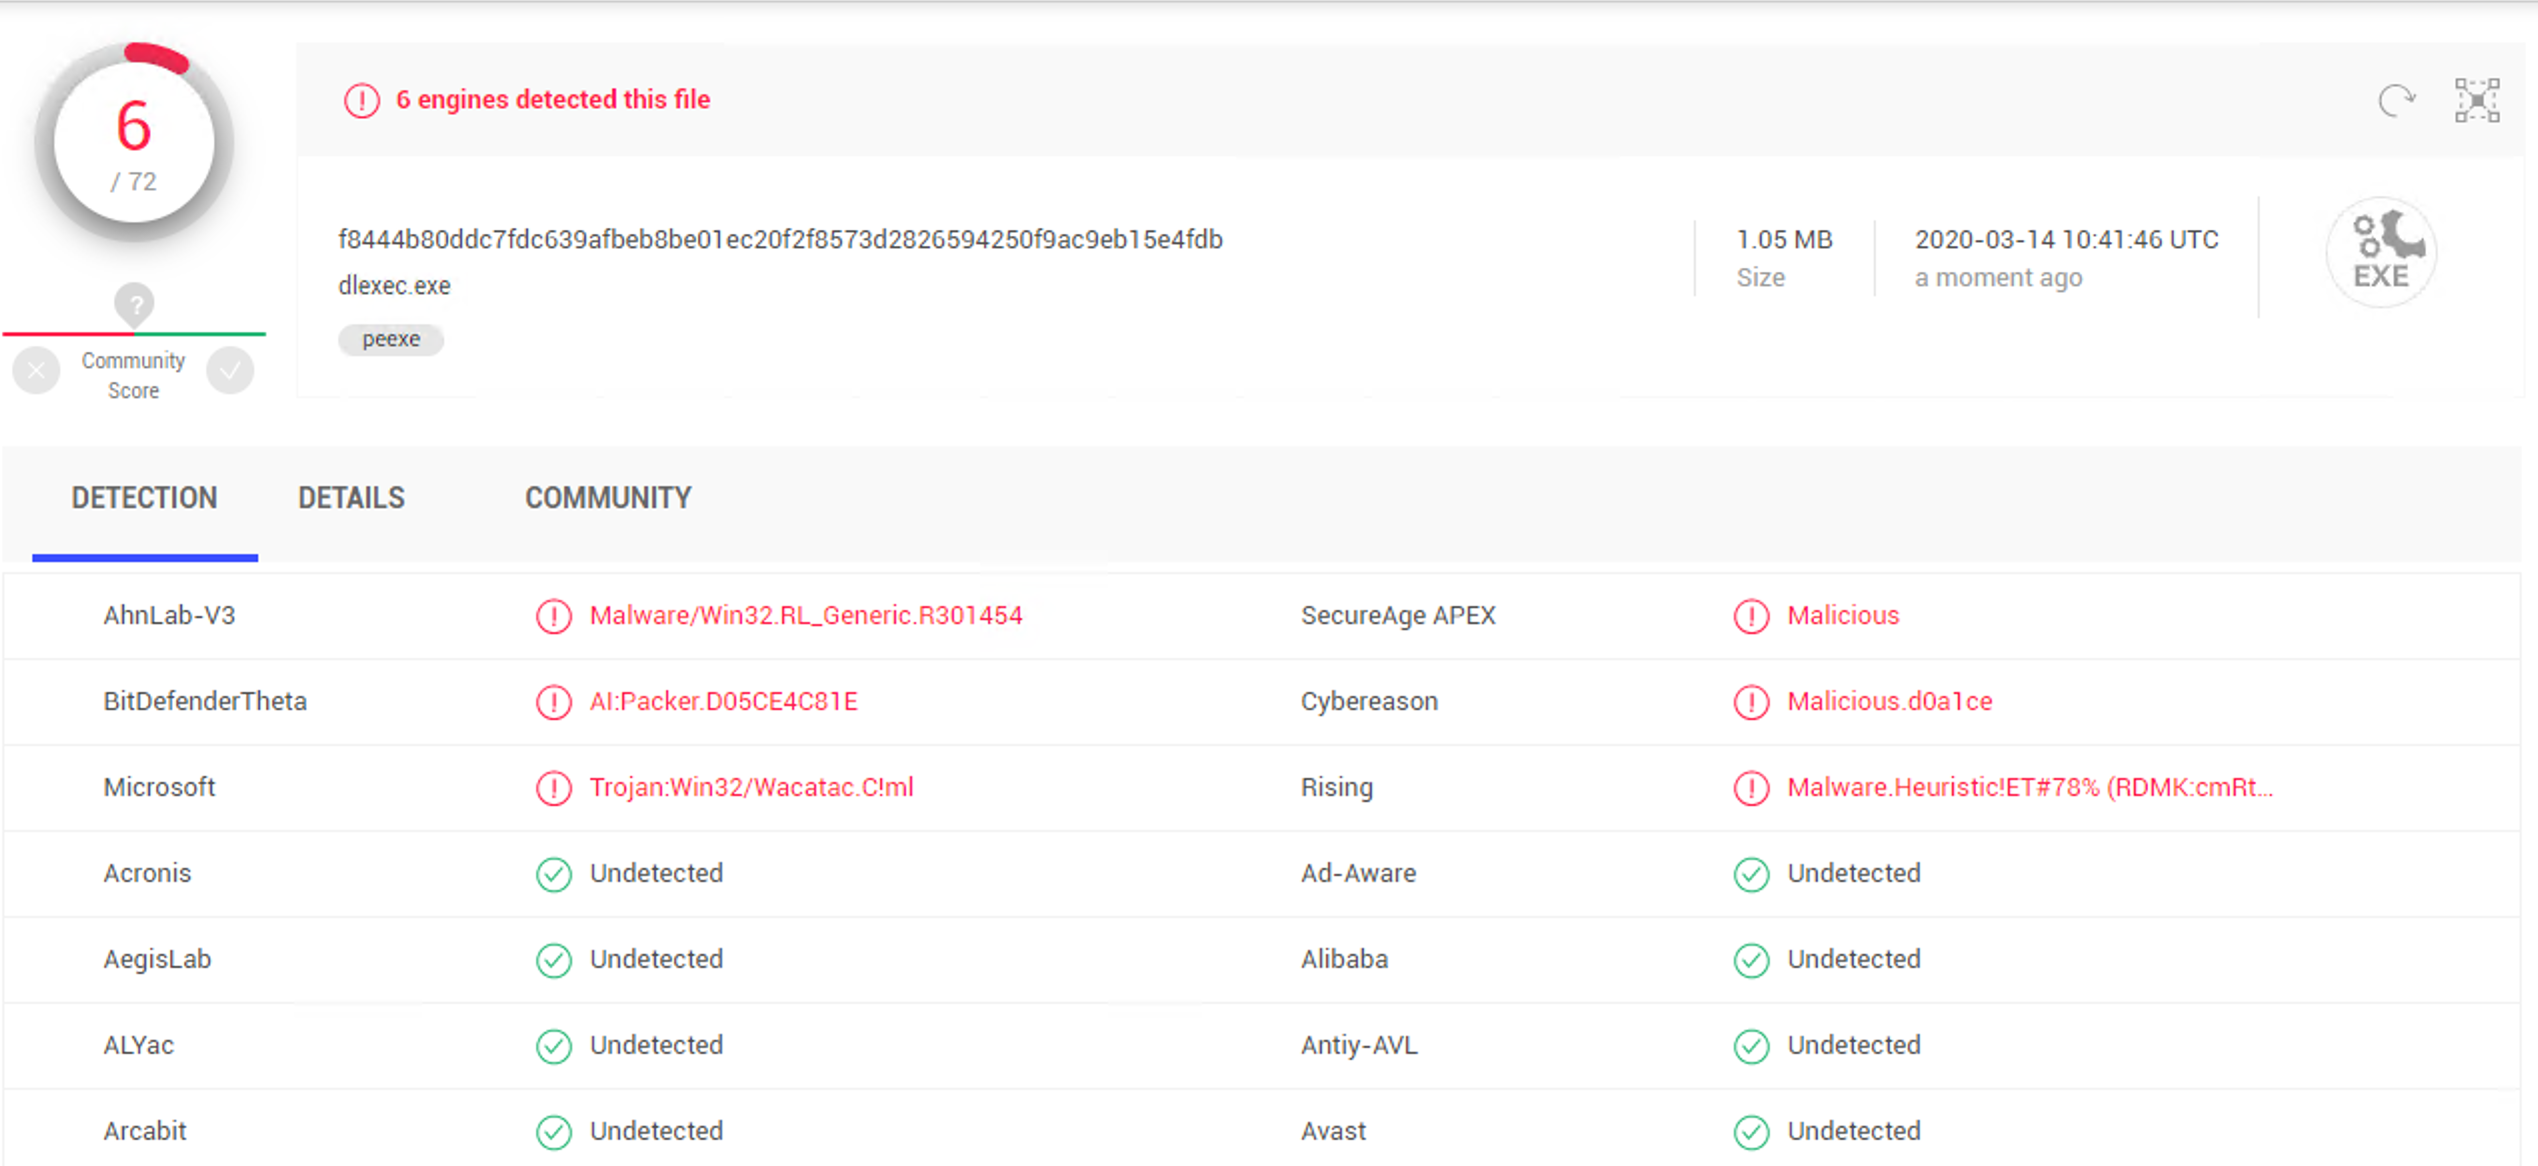 6
/ 72
?
Community
Score
6 engines detected this file
f8444b80ddc7fdc639afbeb8be01ec20f2f8573d2826594250f9ac9eb15e4fdb
dlexec.exe
peexe
1.05 MB
Size
2020-03-14 10:41:46 UTC
a moment ago
EXE
DETECTION DETAILS COMMUNITY
AhnLab-V3 Malware/Win32.RL_Generic.R301454 SecureAge APEX Malicious
BitDefenderTheta AI:Packer.D05CE4C81E Cybereason Malicious.d0a1ce
Microsoft Trojan:Win32/Wacatac.C!ml Rising Malware.Heuristic!ET#78% (RDMK:cmRt...
Acronis Undetected Ad-Aware Undetected
AegisLab Undetected Alibaba Undetected
ALYac Undetected Antiy-AVL Undetected
Arcabit Undetected Avast Undetected